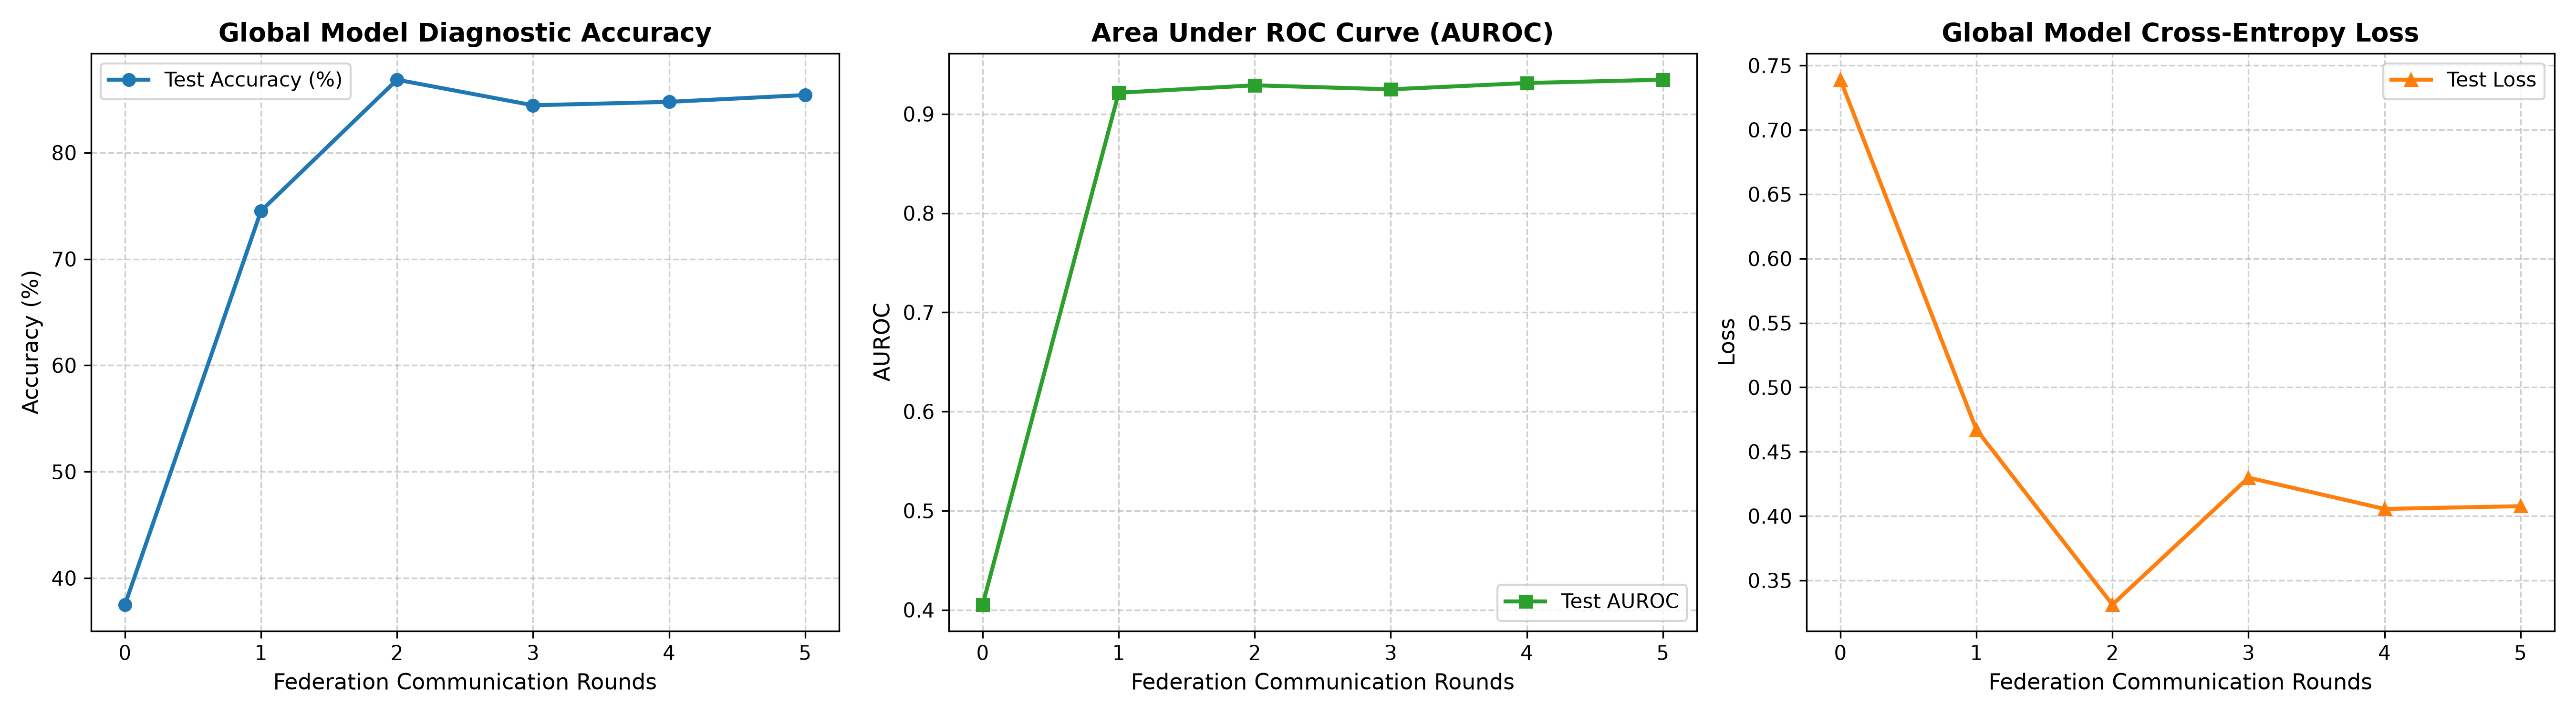 Global Model Diagnostic Accuracy
Test Accuracy (%)
Accuracy (%)
80
70
60
50
40
0 1 2 3 4 5
Federation Communication Rounds
Area Under ROC Curve (AUROC)
AUROC
0.9
0.8
0.7
0.6
0.5
0.4
Test AUROC
0 1 2 3 4 5
Federation Communication Rounds
Global Model Cross-Entropy Loss
Test Loss
Loss
0.75
0.70
0.65
0.60
0.55
0.50
0.45
0.40
0.35
0 1 2 3 4 5
Federation Communication Rounds